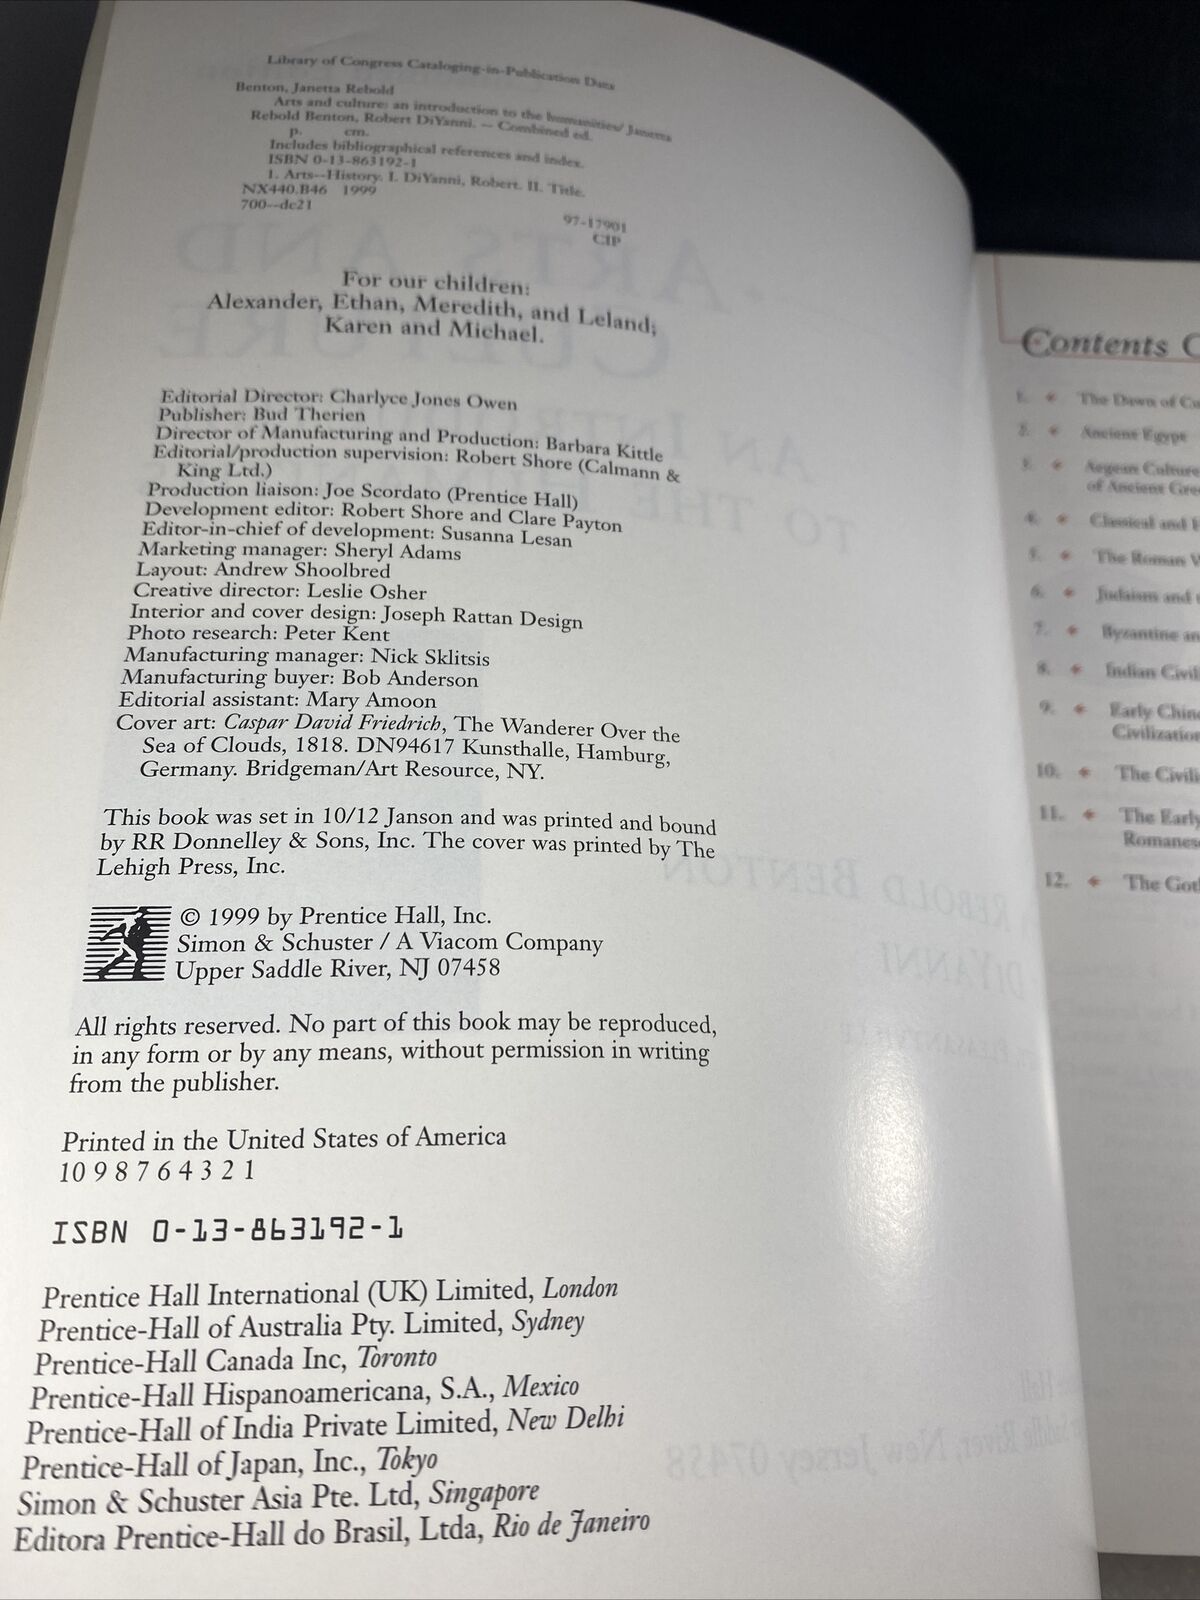 Library of Congress Cataloging-in-Publication Data
Benton, Janetta Rebold
Arts and culture: an introduction to the humanities/ Janetta
Rebold Benton, Robert DiYanni. — Combined ed.
p. cm.
Includes bibliographical references and index.
ISBN 0-13-863192-1
1. Arts--History. I. DiYanni, Robert. II. Title.
NX440.B46 1999
700--dc21
97-17901
CIP
For our children:
Alexander, Ethan, Meredith, and Leland;
Karen and Michael.
Editorial Director: Charlyce Jones Owen
Publisher: Bud Therien
Director of Manufacturing and Production: Barbara Kittle
Editorial/production supervision: Robert Shore (Calmann &
King Ltd.)
Production liaison: Joe Scordato (Prentice Hall)
Development editor: Robert Shore and Clare Payton
Editor-in-chief of development: Susanna Lesan
Marketing manager: Sheryl Adams
Layout: Andrew Shoolbred
Creative director: Leslie Osher
Interior and cover design: Joseph Rattan Design
Photo research: Peter Kent
Manufacturing manager: Nick Sklitsis
Manufacturing buyer: Bob Anderson
Editorial assistant: Mary Amoon
Cover art: Caspar David Friedrich, The Wanderer Over the
Sea of Clouds, 1818. DN94617 Kunsthalle, Hamburg,
Germany. Bridgeman/Art Resource, NY.
This book was set in 10/12 Janson and was printed and bound
by RR Donnelley & Sons, Inc. The cover was printed by The
Lehigh Press, Inc.
© 1999 by Prentice Hall, Inc.
Simon & Schuster / A Viacom Company
Upper Saddle River, NJ 07458
All rights reserved. No part of this book may be reproduced,
in any form or by any means, without permission in writing
from the publisher.
Printed in the United States of America
10 9 8 7 6 4 3 2 1
ISBN 0-13-863192-1
Prentice Hall International (UK) Limited, London
Prentice-Hall of Australia Pty. Limited, Sydney
Prentice-Hall Canada Inc, Toronto
Prentice-Hall Hispanoamericana, S.A., Mexico
Prentice-Hall of India Private Limited, New Delhi
Prentice-Hall of Japan, Inc., Tokyo
Simon & Schuster Asia Pte. Ltd, Singapore
Editora Prentice-Hall do Brasil, Ltda, Rio de Janeiro
Contents
1. The Dawn of
2. Ancient Egypt
3. Aegean Culture
of Ancient
4. Classical and
5. The Roman
6. Judaism and
7. Byzantine
8. Indian
9. Early
Civilization
10. The
11. The Early
12. The